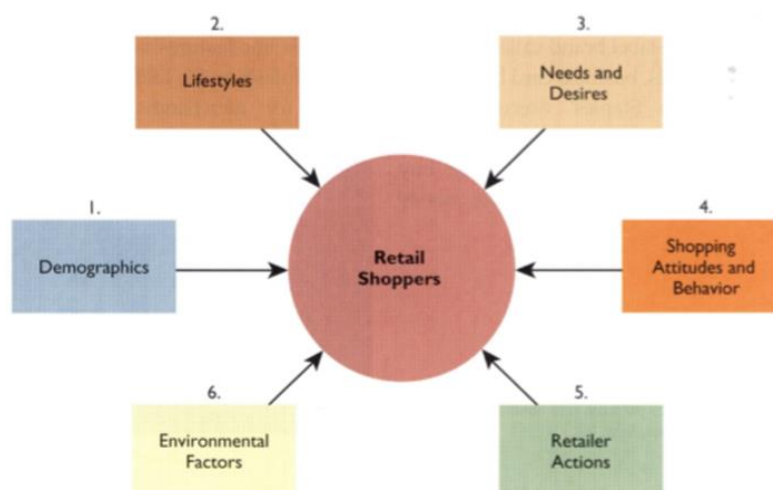 1.
Demographics
2.
Lifestyles
3.
Needs and
Desires
4.
Shopping
Attitudes and
Behavior
5.
Retailer
Actions
6.
Environmental
Factors
Retail
Shoppers